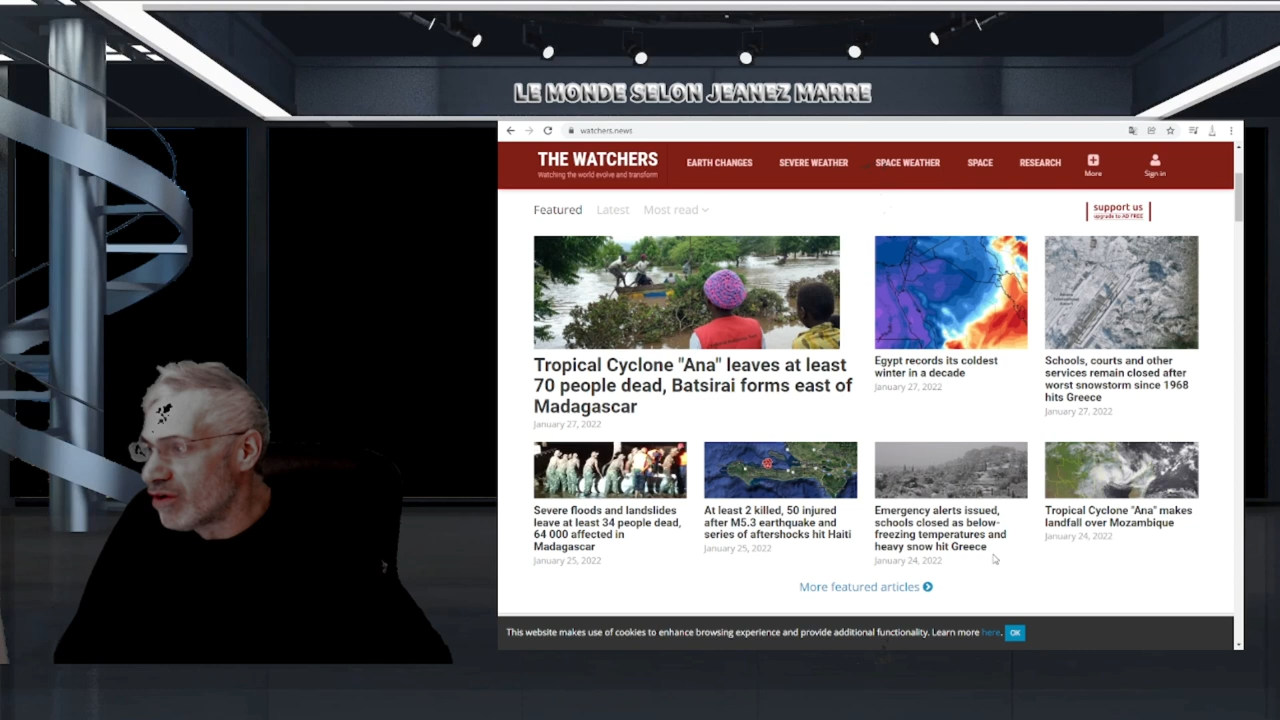 LE MONDE SELON JEANEZ MARRE
watchers.news
THE WATCHERS
Watching the world evolve and transform
EARTH CHANGES
SEVERE WEATHER
SPACE WEATHER
SPACE
RESEARCH
More
Sign in
Featured
Latest
Most read
support us
upgrade to AD FREE
Tropical Cyclone "Ana" leaves at least
70 people dead, Batsirai forms east of
Madagascar
January 27, 2022
Egypt records its coldest
winter in a decade
January 27, 2022
Schools, courts and other
services remain closed after
worst snowstorm since 1968
hits Greece
January 27, 2022
Severe floods and landslides
leave at least 34 people dead,
64 000 affected in
Madagascar
January 25, 2022
At least 2 killed, 50 injured
after M5.3 earthquake and
series of aftershocks hit Haiti
January 25, 2022
Emergency alerts issued,
schools closed as below-
freezing temperatures and
heavy snow hit Greece
January 24, 2022
Tropical Cyclone "Ana" makes
landfall over Mozambique
January 24, 2022
More featured articles
This website makes use of cookies to enhance browsing experience and provide additional functionality. Learn more here. OK